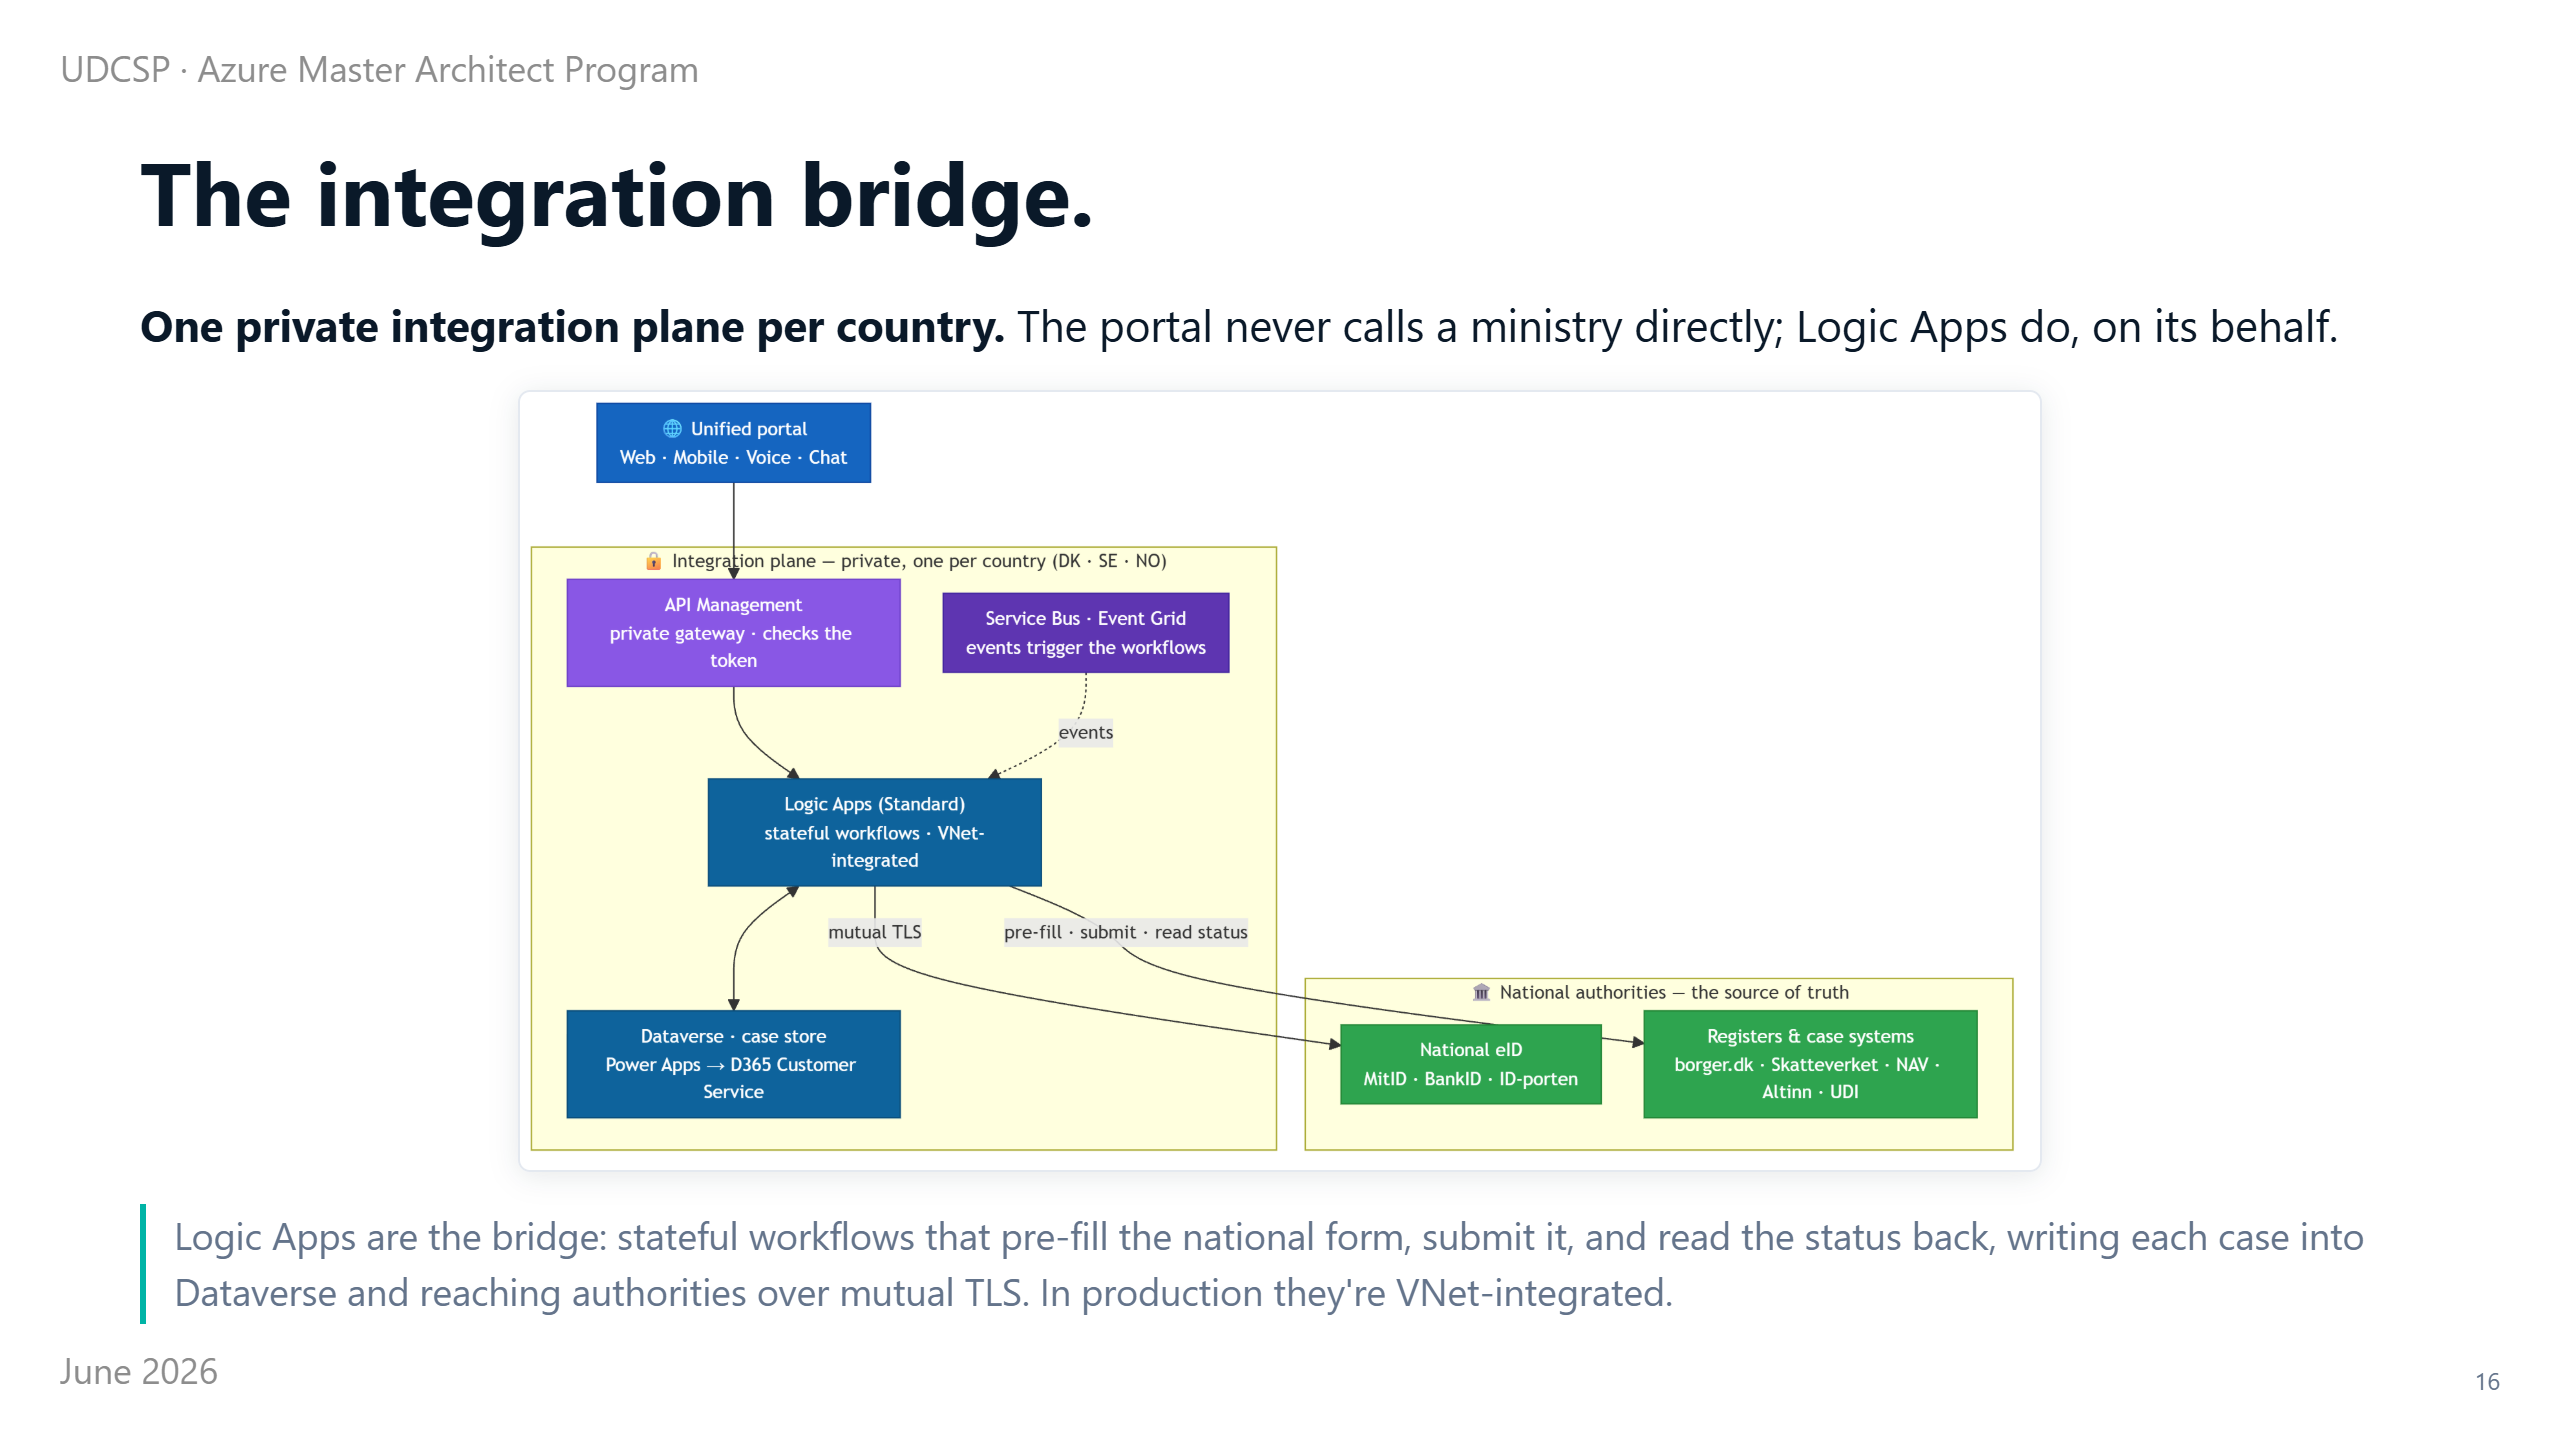 UDCSP · Azure Master Architect Program
The integration bridge.
One private integration plane per country. The portal never calls a ministry directly; Logic Apps do, on its behalf.
🌐 Unified portal
Web · Mobile · Voice · Chat
🔒 Integration plane — private, one per country (DK · SE · NO)
API Management
private gateway · checks the
token
Service Bus · Event Grid
events trigger the workflows
events
Logic Apps (Standard)
stateful workflows · VNet-
integrated
mutual TLS
pre-fill · submit · read status
Dataverse · case store
Power Apps → D365 Customer
Service
🏛 National authorities — the source of truth
National eID
MitID · BankID · ID-porten
Registers & case systems
borger.dk · Skatteverket · NAV ·
Altinn · UDI
Logic Apps are the bridge: stateful workflows that pre-fill the national form, submit it, and read the status back, writing each case into
Dataverse and reaching authorities over mutual TLS. In production they're VNet-integrated.
June 2026
16